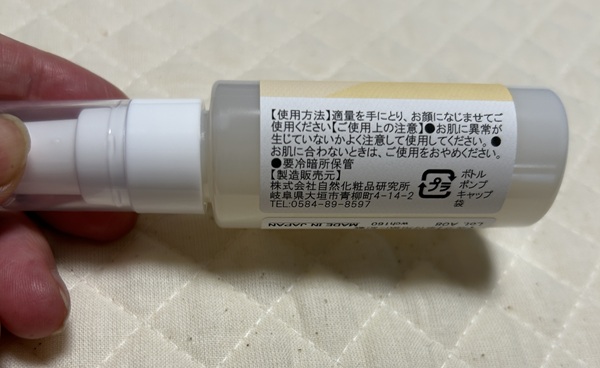 【使用方法】適量を手にとり、お顔になじませてご
使用ください【ご使用上の注意】●お肌に異常が
生じていないかよく注意して使用してください。●
お肌に合わないときは、ご使用をおやめください。
●要冷暗所保管
【製造販売元】
株式会社自然化粧品研究所
岐阜県大垣市青柳町4-14-2
TEL:0584-89-8597
プラ
ボトル
ポンプ
キャップ
袋
MADE IN JAPAN